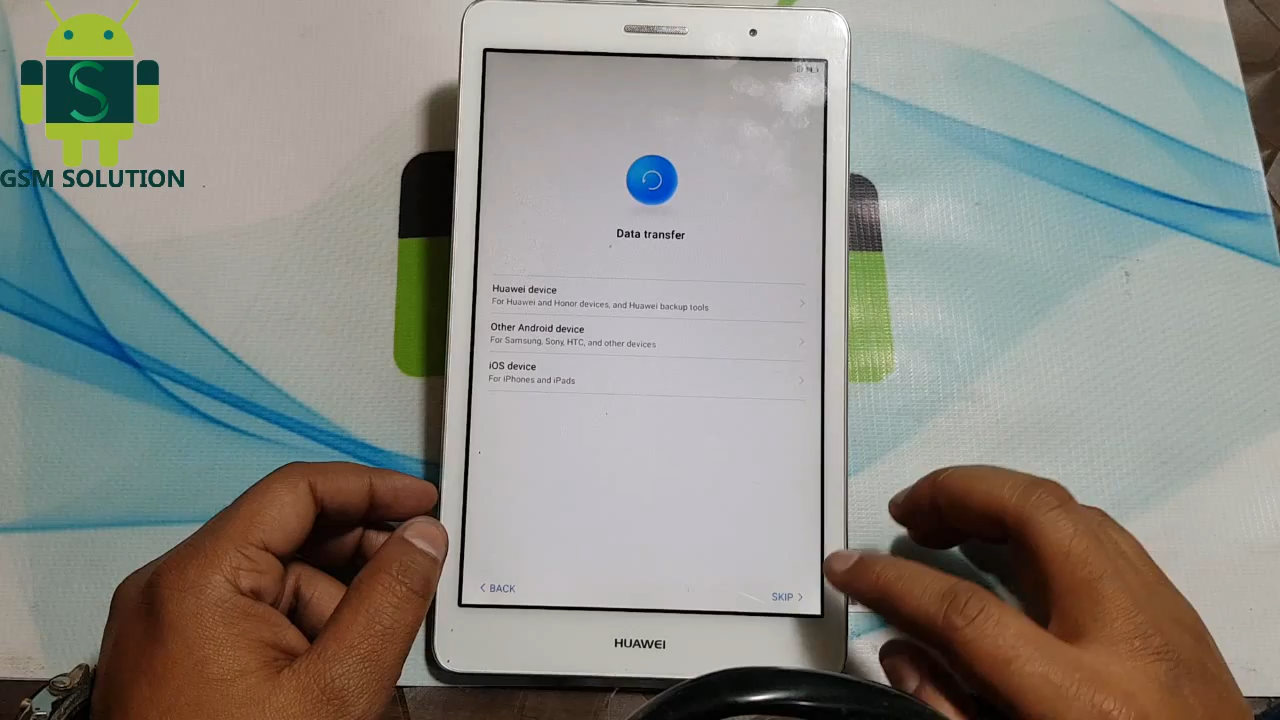 GSM SOLUTION
Data transfer
Huawei device
For Huawei and Honor devices, and Huawei backup tools
Other Android device
For Samsung, Sony, HTC, and other devices
iOS device
For iPhones and iPads
BACK
SKIP
HUAWEI